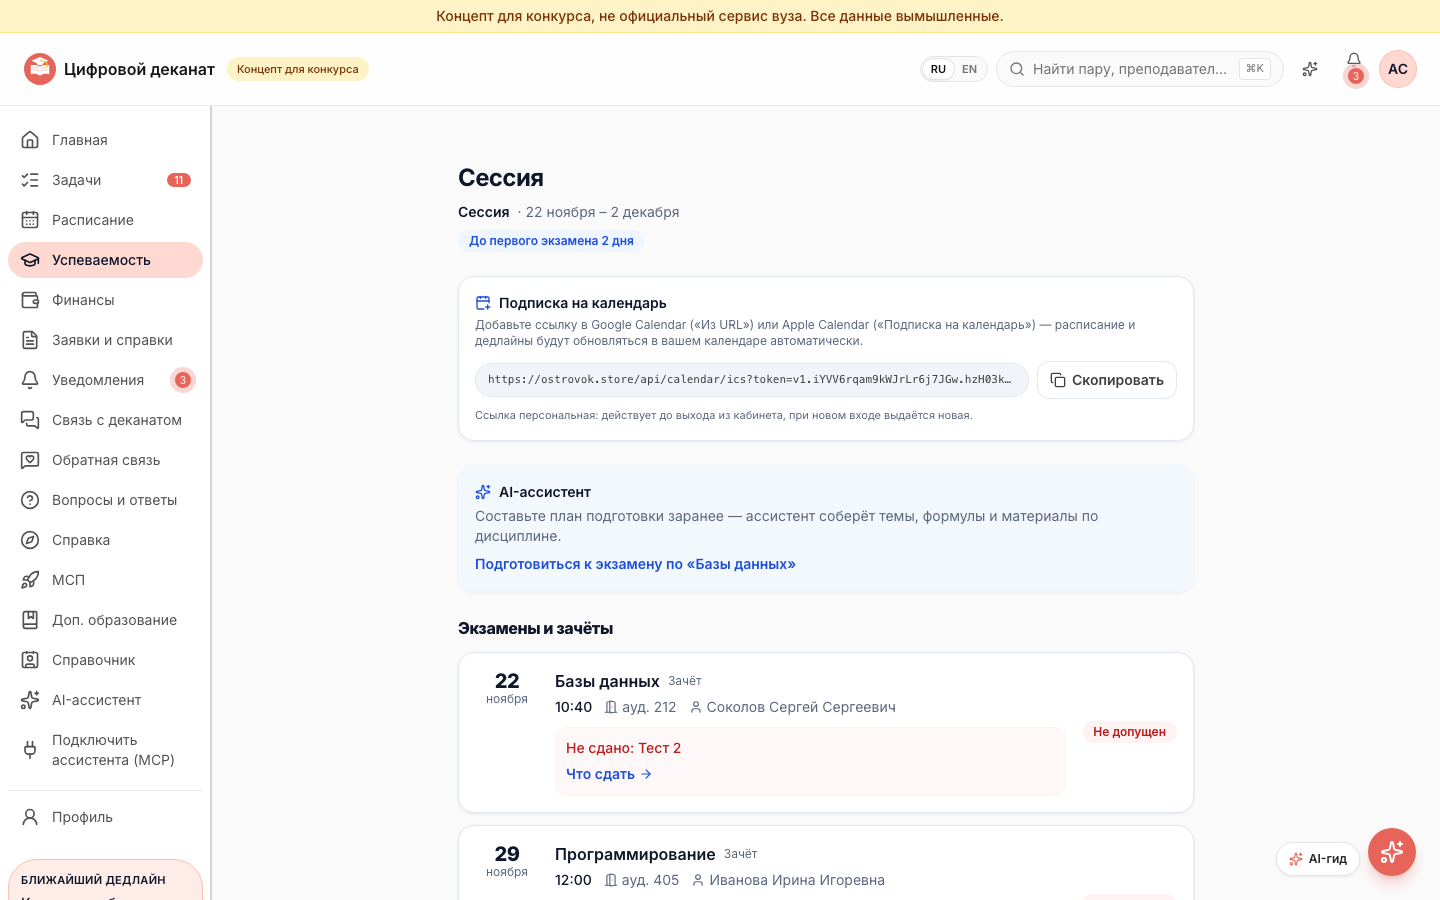 Концепт для конкурса, не официальный сервис вуза. Все данные вымышленные.
Цифровой деканат
Концепт для конкурса
RU EN
Найти пару, преподавател...
⌘K
3
АС
Главная
Задачи 11
Расписание
Успеваемость
Финансы
Заявки и справки
Уведомления 3
Связь с деканатом
Обратная связь
Вопросы и ответы
Справка
МСП
Доп. образование
Справочник
AI-ассистент
Подключить
ассистента (MCP)
Профиль
БЛИЖАЙШИЙ ДЕДЛАЙН
Сессия
Сессия · 22 ноября – 2 декабря
До первого экзамена 2 дня
Подписка на календарь
Добавьте ссылку в Google Calendar («Из URL») или Apple Calendar («Подписка на календарь») — расписание и
дедлайны будут обновляться в вашем календаре автоматически.
https://ostrovok.store/api/calendar/ics?token=v1.iYVV6rqam9kWJrLr6j7JGw.hzH03k…
Скопировать
Ссылка персональная: действует до выхода из кабинета, при новом входе выдаётся новая.
AI-ассистент
Составьте план подготовки заранее — ассистент соберёт темы, формулы и материалы по
дисциплине.
Подготовиться к экзамену по «Базы данных»
Экзамены и зачёты
22
ноября
Базы данных Зачёт
10:40 ауд. 212 Соколов Сергей Сергеевич
Не сдано: Тест 2
Что сдать →
Не допущен
29
ноября
Программирование Зачёт
12:00 ауд. 405 Иванова Ирина Игоревна
AI-гид